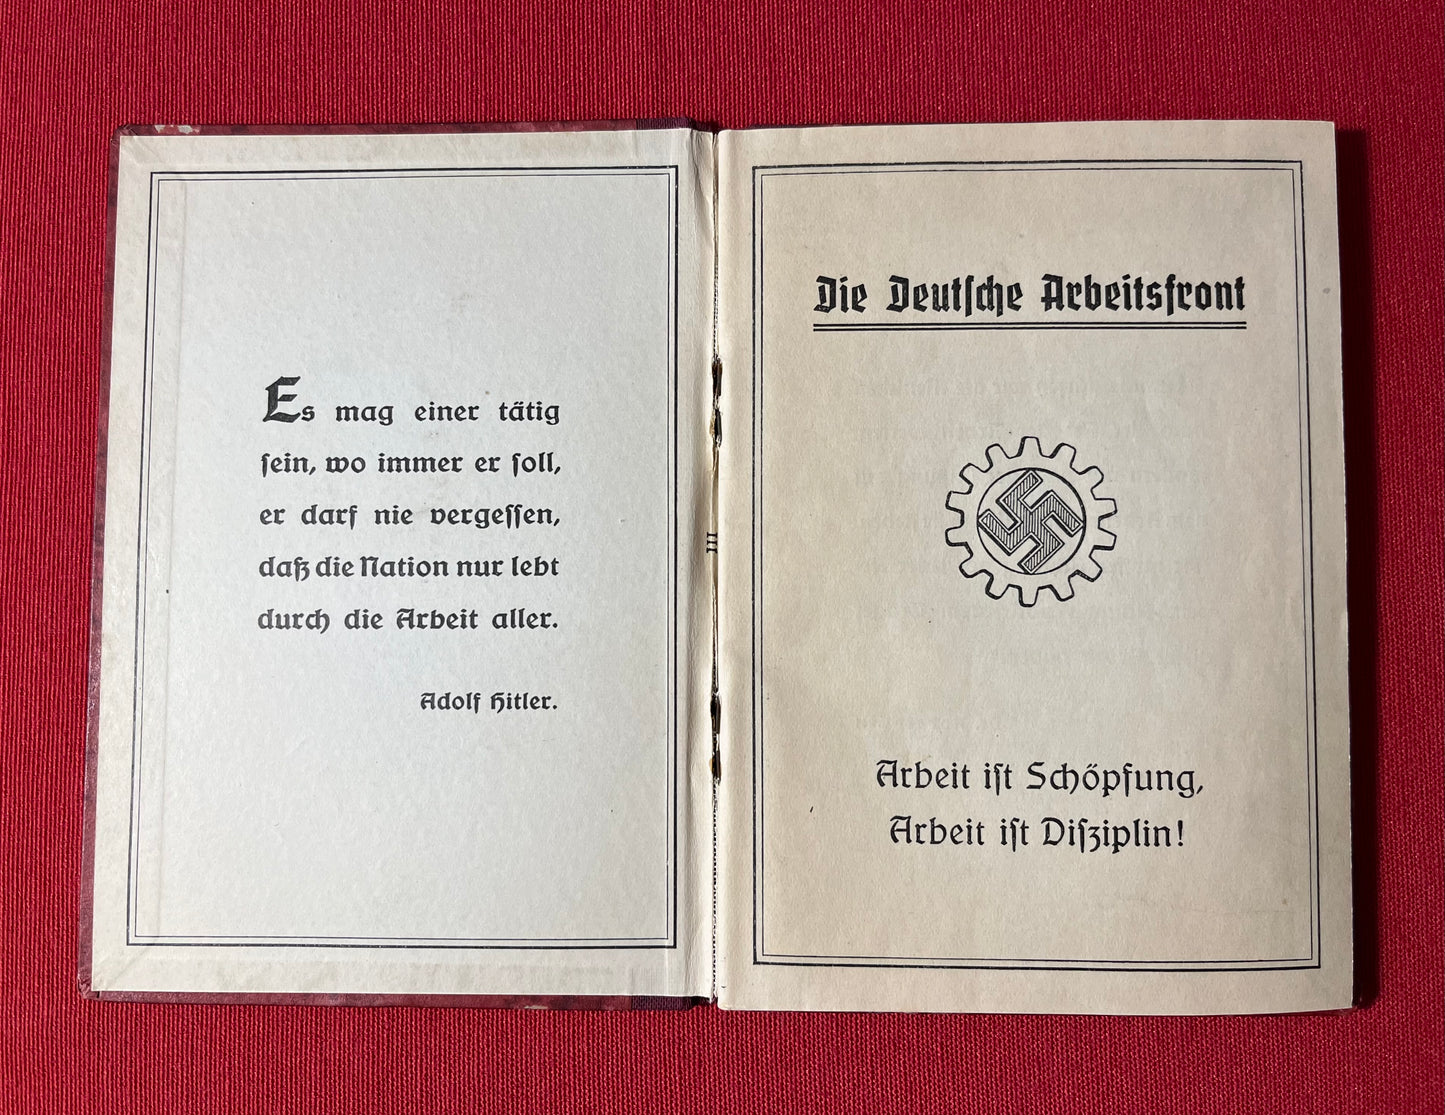 Es mag einer tätig
ſein, wo immer er ſoll,
er darf nie vergeſſen,
daß die Nation nur lebt
durch die Arbeit aller.
Adolf Hitler.
III
Die Deutſche Arbeitsfront
Arbeit iſt Schöpfung,
Arbeit iſt Diſziplin!